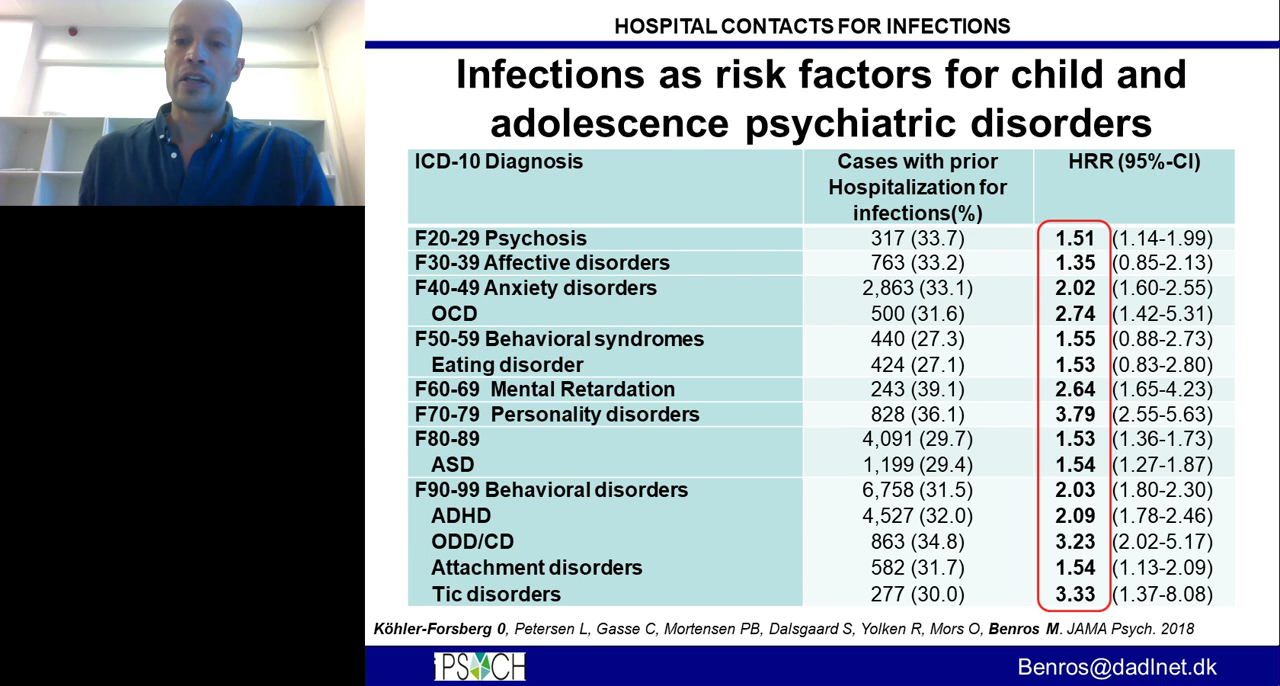 HOSPITAL CONTACTS FOR INFECTIONS
Infections as risk factors for child and
adolescence psychiatric disorders
ICD-10 Diagnosis Cases with prior Hospitalization for infections(%) HRR (95%-CI)
F20-29 Psychosis 317 (33.7) 1.51 (1.14-1.99)
F30-39 Affective disorders 763 (33.2) 1.35 (0.85-2.13)
F40-49 Anxiety disorders 2,863 (33.1) 2.02 (1.60-2.55)
OCD 500 (31.6) 2.74 (1.42-5.31)
F50-59 Behavioral syndromes 440 (27.3) 1.55 (0.88-2.73)
Eating disorder 424 (27.1) 1.53 (0.83-2.80)
F60-69 Mental Retardation 243 (39.1) 2.64 (1.65-4.23)
F70-79 Personality disorders 828 (36.1) 3.79 (2.55-5.63)
F80-89 4,091 (29.7) 1.53 (1.36-1.73)
ASD 1,199 (29.4) 1.54 (1.27-1.87)
F90-99 Behavioral disorders 6,758 (31.5) 2.03 (1.80-2.30)
ADHD 4,527 (32.0) 2.09 (1.78-2.46)
ODD/CD 863 (34.8) 3.23 (2.02-5.17)
Attachment disorders 582 (31.7) 1.54 (1.13-2.09)
Tic disorders 277 (30.0) 3.33 (1.37-8.08)
Köhler-Forsberg 0, Petersen L, Gasse C, Mortensen PB, Dalsgaard S, Yolken R, Mors O, Benros M. JAMA Psych. 2018
iPSYCH
Benros@dadlnet.dk